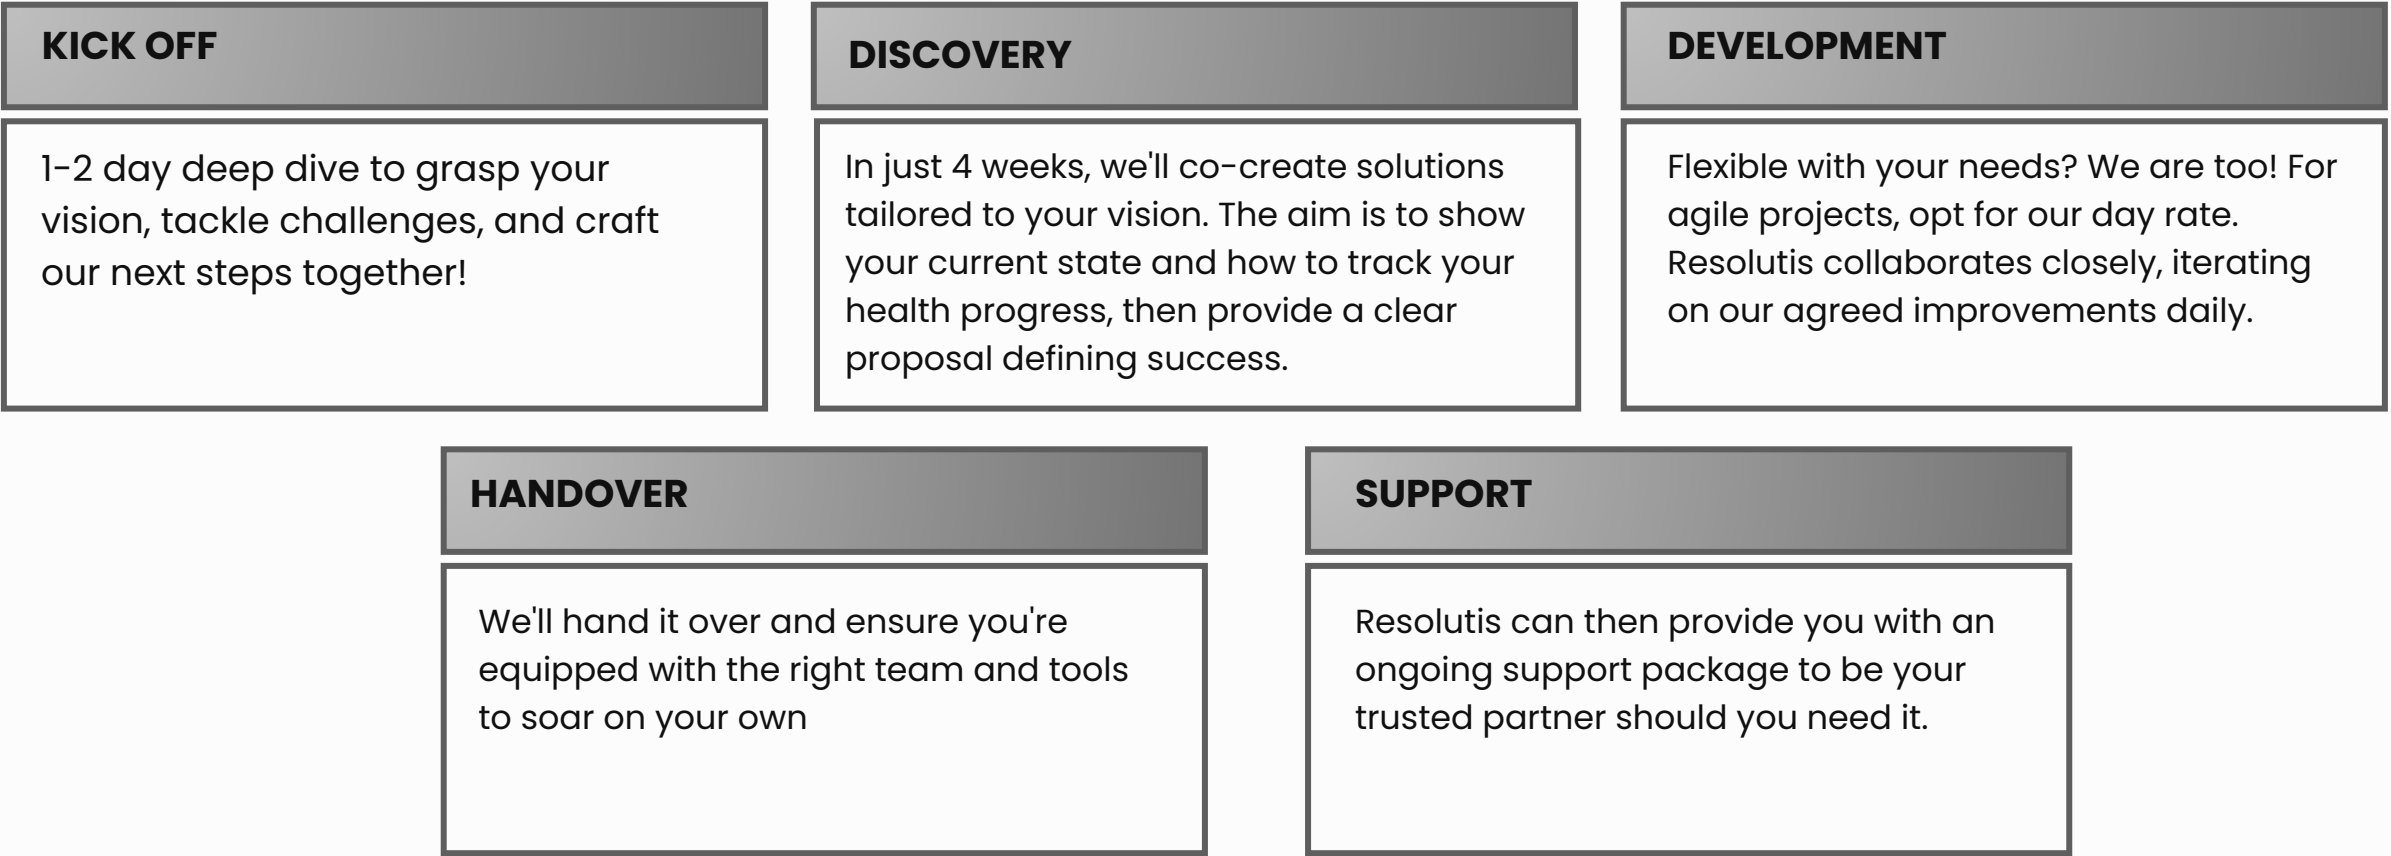 KICK OFF
1-2 day deep dive to grasp your
vision, tackle challenges, and craft
our next steps together!
DISCOVERY
In just 4 weeks, we'll co-create solutions
tailored to your vision. The aim is to show
your current state and how to track your
health progress, then provide a clear
proposal defining success.
DEVELOPMENT
Flexible with your needs? We are too! For
agile projects, opt for our day rate.
Resolutis collaborates closely, iterating
on our agreed improvements daily.
HANDOVER
We'll hand it over and ensure you're
equipped with the right team and tools
to soar on your own
SUPPORT
Resolutis can then provide you with an
ongoing support package to be your
trusted partner should you need it.